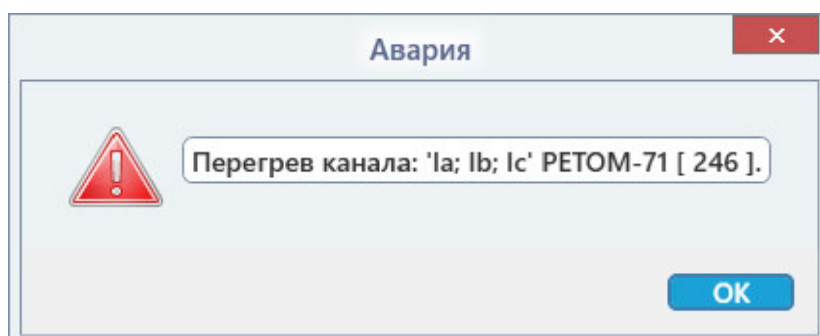 Авария
Перегрев канала: 'Ia; Ib; Ic' РЕТОМ-71 [ 246 ].
OK